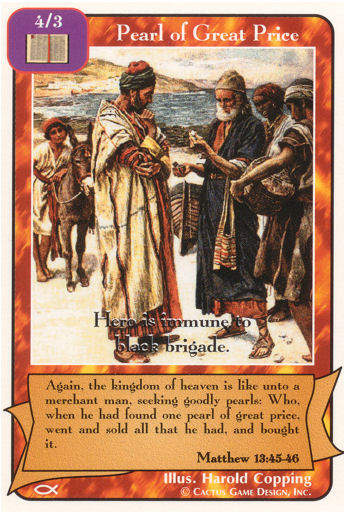 4/3
Pearl of Great Price
Hero is immune to
black brigade.
Again, the kingdom of heaven is like unto a
merchant man, seeking goodly pearls: Who,
when he had found one pearl of great price,
went and sold all that he had, and bought
it.
Matthew 13:45-46
Illus. Harold Copping
© Cactus Game Design, Inc.